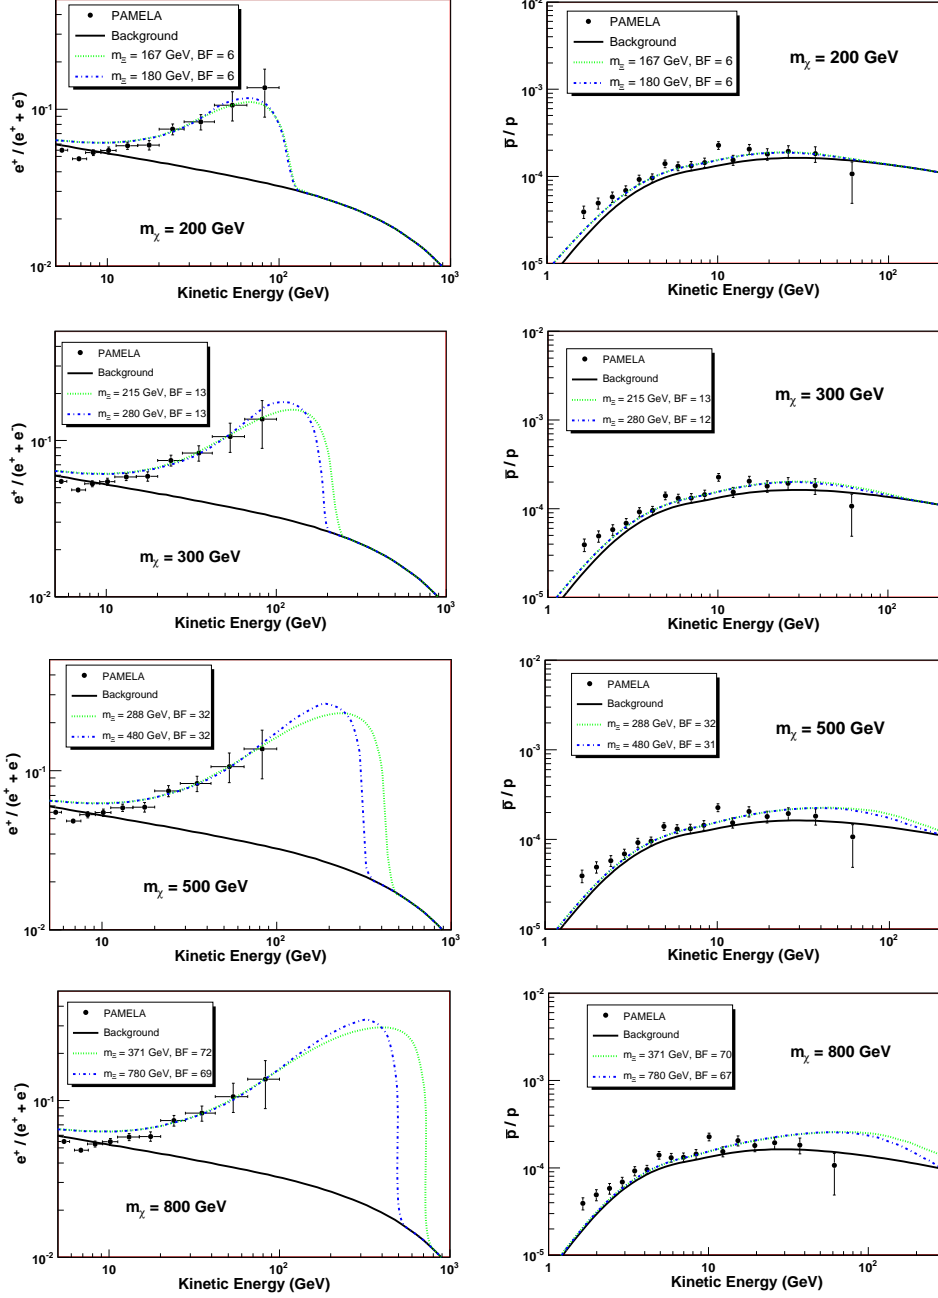 PAMELA
Background
m_Ξ = 167 GeV, BF = 6
m_Ξ = 180 GeV, BF = 6
10⁻¹
10⁻²
e⁺ / (e⁺ + e⁻)
m_χ = 200 GeV
10
10²
10³
Kinetic Energy (GeV)
PAMELA
Background
m_Ξ = 167 GeV, BF = 6
m_Ξ = 180 GeV, BF = 6
m_χ = 200 GeV
10⁻²
10⁻³
10⁻⁴
10⁻⁵
p̅ / p
1
10
10²
Kinetic Energy (GeV)
PAMELA
Background
m_Ξ = 215 GeV, BF = 13
m_Ξ = 280 GeV, BF = 13
10⁻¹
10⁻²
e⁺ / (e⁺ + e⁻)
m_χ = 300 GeV
10
10²
10³
Kinetic Energy (GeV)
PAMELA
Background
m_Ξ = 215 GeV, BF = 13
m_Ξ = 280 GeV, BF = 12
m_χ = 300 GeV
10⁻²
10⁻³
10⁻⁴
10⁻⁵
p̅ / p
1
10
10²
Kinetic Energy (GeV)
PAMELA
Background
m_Ξ = 288 GeV, BF = 32
m_Ξ = 480 GeV, BF = 32
10⁻¹
10⁻²
e⁺ / (e⁺ + e⁻)
m_χ = 500 GeV
10
10²
10³
Kinetic Energy (GeV)
PAMELA
Background
m_Ξ = 288 GeV, BF = 32
m_Ξ = 480 GeV, BF = 31
m_χ = 500 GeV
10⁻²
10⁻³
10⁻⁴
10⁻⁵
p̅ / p
1
10
10²
Kinetic Energy (GeV)
PAMELA
Background
m_Ξ = 371 GeV, BF = 72
m_Ξ = 780 GeV, BF = 69
10⁻¹
10⁻²
e⁺ / (e⁺ + e⁻)
m_χ = 800 GeV
10
10²
10³
Kinetic Energy (GeV)
PAMELA
Background
m_Ξ = 371 GeV, BF = 70
m_Ξ = 780 GeV, BF = 67
m_χ = 800 GeV
10⁻²
10⁻³
10⁻⁴
10⁻⁵
p̅ / p
1
10
10²
Kinetic Energy (GeV)